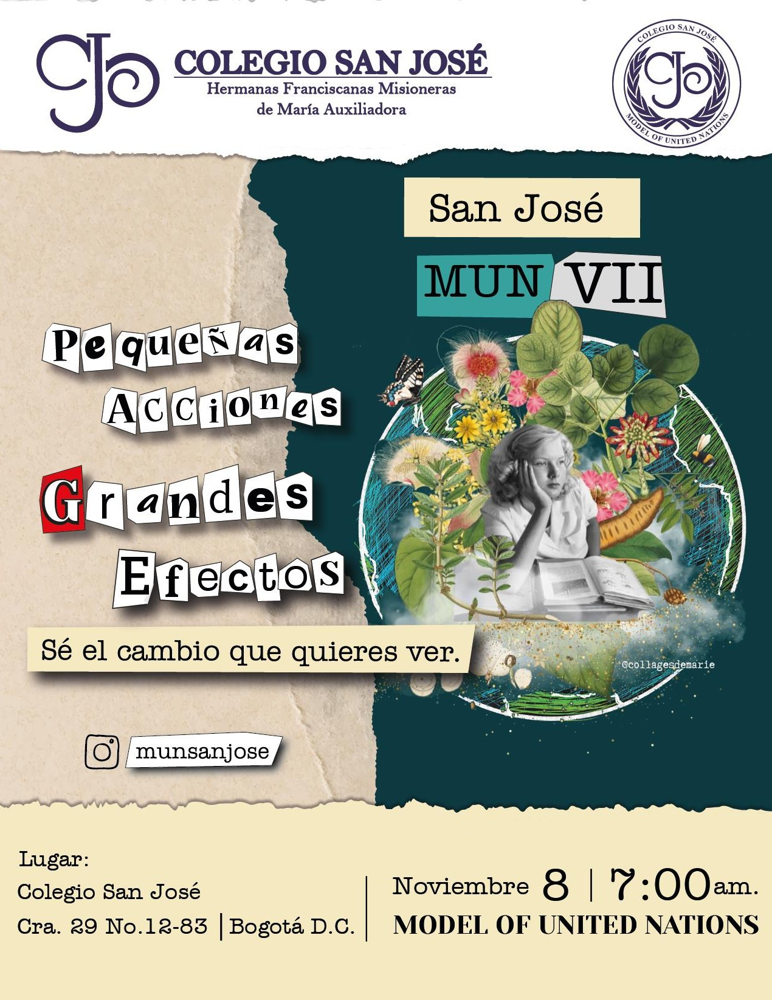 COLEGIO SAN JOSÉ
Hermanas Franciscanas Misioneras
de María Auxiliadora
COLEGIO SAN JOSÉ
MODEL OF UNITED NATIONS
San José
MUN VII
Pequeñas
Acciones
Grandes
Efectos
Sé el cambio que quieres ver.
@collagesdemarie
munsanjose
Lugar:
Colegio San José
Cra. 29 No.12-83 | Bogotá D.C.
Noviembre 8 | 7:00am.
MODEL OF UNITED NATIONS